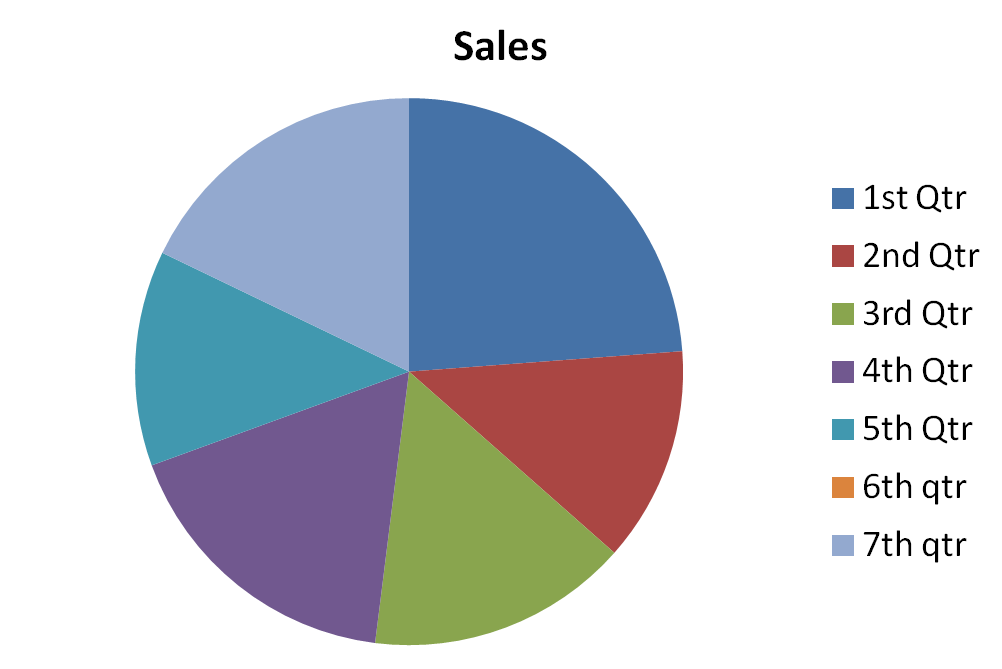 Sales
1st Qtr
2nd Qtr
3rd Qtr
4th Qtr
5th Qtr
6th qtr
7th qtr